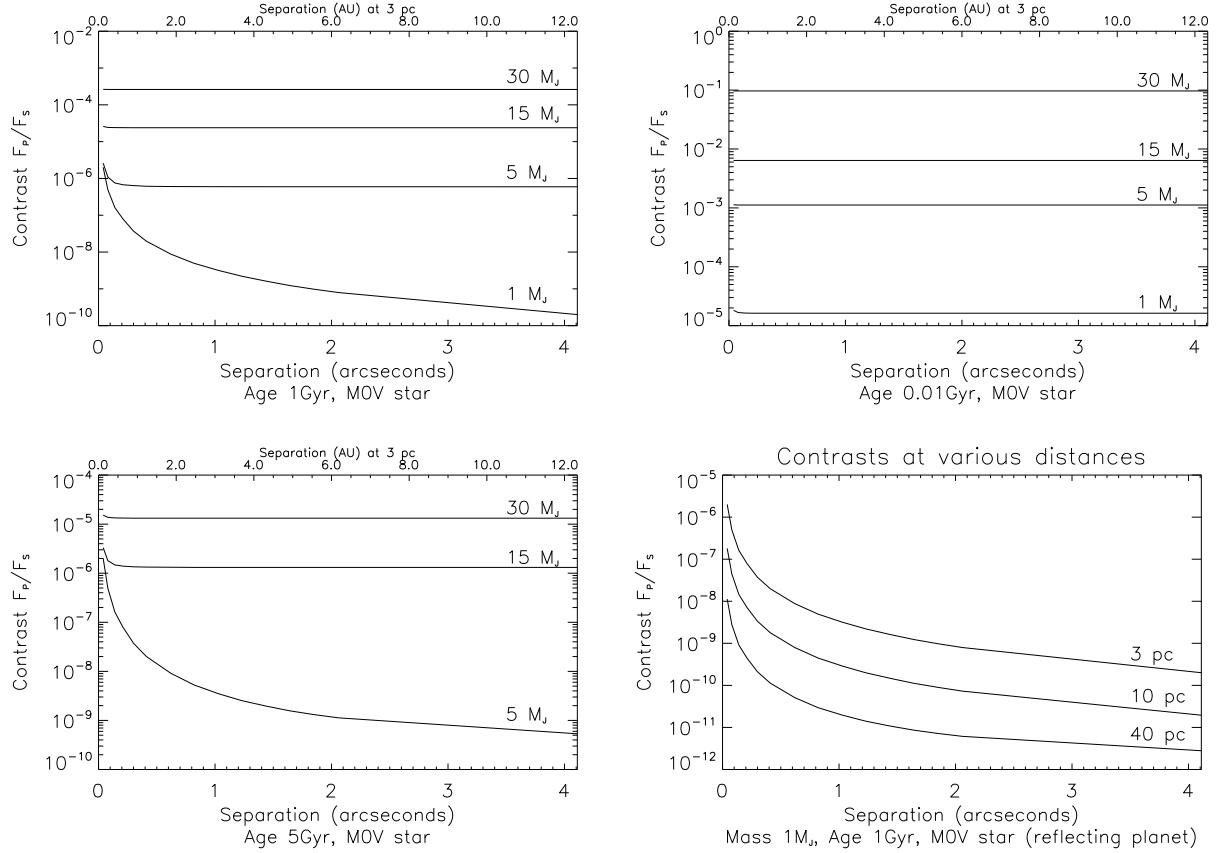 Separation (AU) at 3 pc
0.0 2.0 4.0 6.0 8.0 10.0 12.0
10⁻²
10⁻⁴
10⁻⁶
10⁻⁸
10⁻¹⁰
Contrast F_P/F_S
30 M_J
15 M_J
5 M_J
1 M_J
0 1 2 3 4
Separation (arcseconds)
Age 1Gyr, M0V star
Separation (AU) at 3 pc
0.0 2.0 4.0 6.0 8.0 10.0 12.0
10⁰
10⁻¹
10⁻²
10⁻³
10⁻⁴
10⁻⁵
Contrast F_P/F_S
30 M_J
15 M_J
5 M_J
1 M_J
0 1 2 3 4
Separation (arcseconds)
Age 0.01Gyr, M0V star
Separation (AU) at 3 pc
0.0 2.0 4.0 6.0 8.0 10.0 12.0
10⁻⁴
10⁻⁵
10⁻⁶
10⁻⁷
10⁻⁸
10⁻⁹
10⁻¹⁰
Contrast F_P/F_S
30 M_J
15 M_J
5 M_J
0 1 2 3 4
Separation (arcseconds)
Age 5Gyr, M0V star
Contrasts at various distances
10⁻⁵
10⁻⁶
10⁻⁷
10⁻⁸
10⁻⁹
10⁻¹⁰
10⁻¹¹
10⁻¹²
Contrast F_P/F_S
3 pc
10 pc
40 pc
0 1 2 3 4
Separation (arcseconds)
Mass 1M_J, Age 1Gyr, M0V star (reflecting planet)